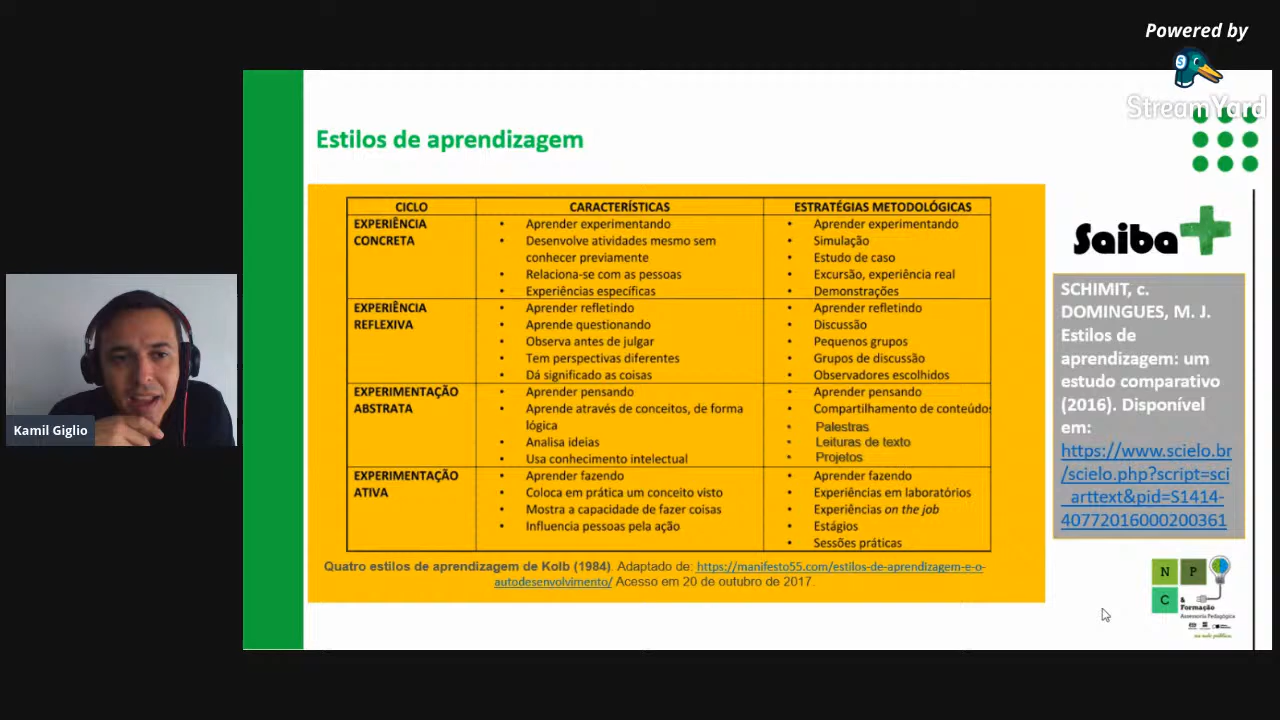 Powered by
StreamYard
Estilos de aprendizagem
CICLO
CARACTERÍSTICAS
ESTRATÉGIAS METODOLÓGICAS
EXPERIÊNCIA
CONCRETA
• Aprender experimentando
• Desenvolve atividades mesmo sem
conhecer previamente
• Relaciona-se com as pessoas
• Experiências específicas
• Aprender experimentando
• Simulação
• Estudo de caso
• Excursão, experiência real
• Demonstrações
EXPERIÊNCIA
REFLEXIVA
• Aprender refletindo
• Aprende questionando
• Observa antes de julgar
• Tem perspectivas diferentes
• Dá significado as coisas
• Aprender refletindo
• Discussão
• Pequenos grupos
• Grupos de discussão
• Observadores escolhidos
EXPERIMENTAÇÃO
ABSTRATA
• Aprender pensando
• Aprende através de conceitos, de forma
lógica
• Analisa ideias
• Usa conhecimento intelectual
• Aprender pensando
• Compartilhamento de conteúdos
• Palestras
• Leituras de texto
• Projetos
EXPERIMENTAÇÃO
ATIVA
• Aprender fazendo
• Coloca em prática um conceito visto
• Mostra a capacidade de fazer coisas
• Influencia pessoas pela ação
• Aprender fazendo
• Experiências em laboratórios
• Experiências on the job
• Estágios
• Sessões práticas
Quatro estilos de aprendizagem de Kolb (1984). Adaptado de: https://manifesto55.com/estilos-de-aprendizagem-e-o-
autodesenvolvimento/ Acesso em 20 de outubro de 2017.
Saiba
SCHIMIT, c.
DOMINGUES, M. J.
Estilos de
aprendizagem: um
estudo comparativo
(2016). Disponível
em:
https://www.scielo.br
/scielo.php?script=sci
_arttext&pid=S1414-
40772016000200361
N P
C &
Formação
Assessoria Pedagógica
Kamil Giglio